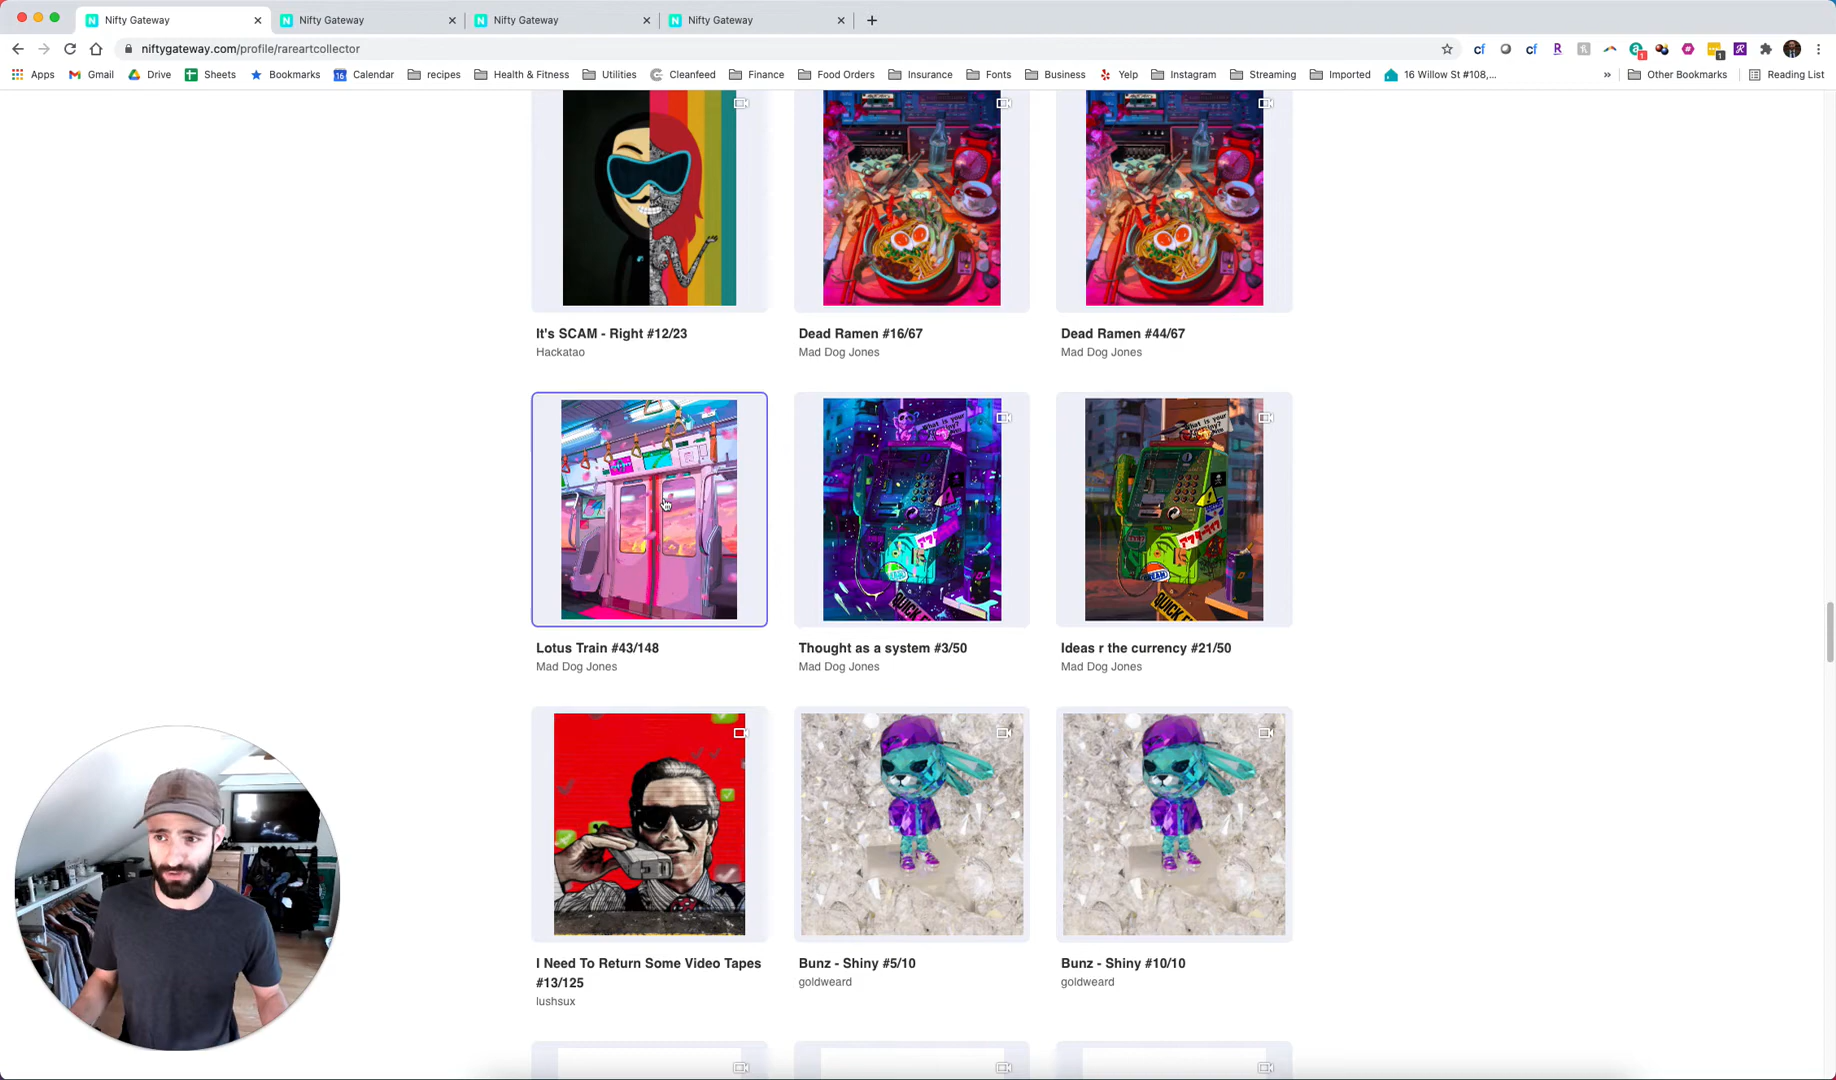 Nifty Gateway
Nifty Gateway
Nifty Gateway
Nifty Gateway
niftygateway.com/profile/rareartcollector
Apps Gmail Drive Sheets Bookmarks 16 Calendar recipes Health & Fitness Utilities Cleanfeed Finance Food Orders Insurance Fonts Business Yelp Instagram Streaming Imported 16 Willow St #108,... » Other Bookmarks Reading List
It's SCAM - Right #12/23
Hackatao
Dead Ramen #16/67
Mad Dog Jones
Dead Ramen #44/67
Mad Dog Jones
Lotus Train #43/148
Mad Dog Jones
Thought as a system #3/50
Mad Dog Jones
Ideas r the currency #21/50
Mad Dog Jones
I Need To Return Some Video Tapes
#13/125
lushsux
Bunz - Shiny #5/10
goldweard
Bunz - Shiny #10/10
goldweard